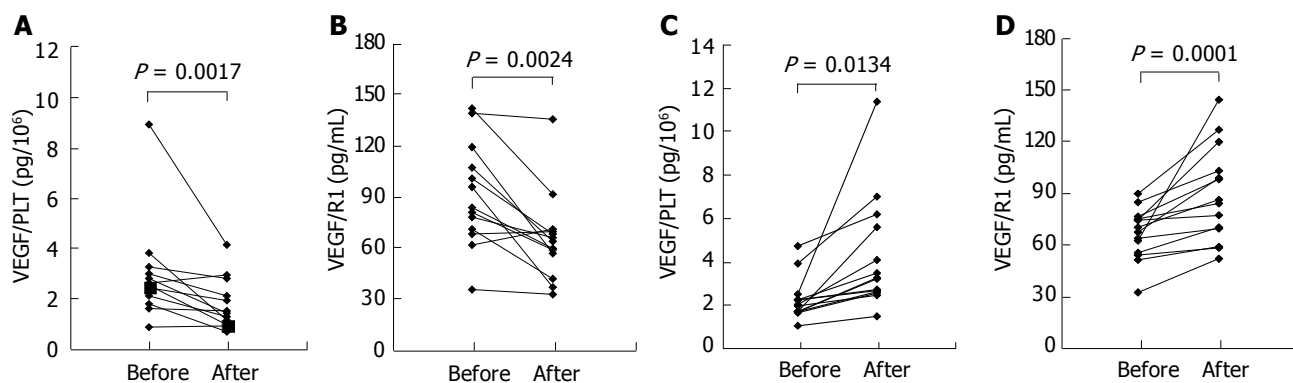 A
VEGF/PLT (pg/10⁶)
12
10
8
6
4
2
0
P = 0.0017
Before After
B
VEGF/R1 (pg/mL)
180
150
120
90
60
30
0
P = 0.0024
Before After
C
VEGF/PLT (pg/10⁶)
14
12
10
8
6
4
2
0
P = 0.0134
Before After
D
VEGF/R1 (pg/mL)
180
150
120
90
60
30
0
P = 0.0001
Before After